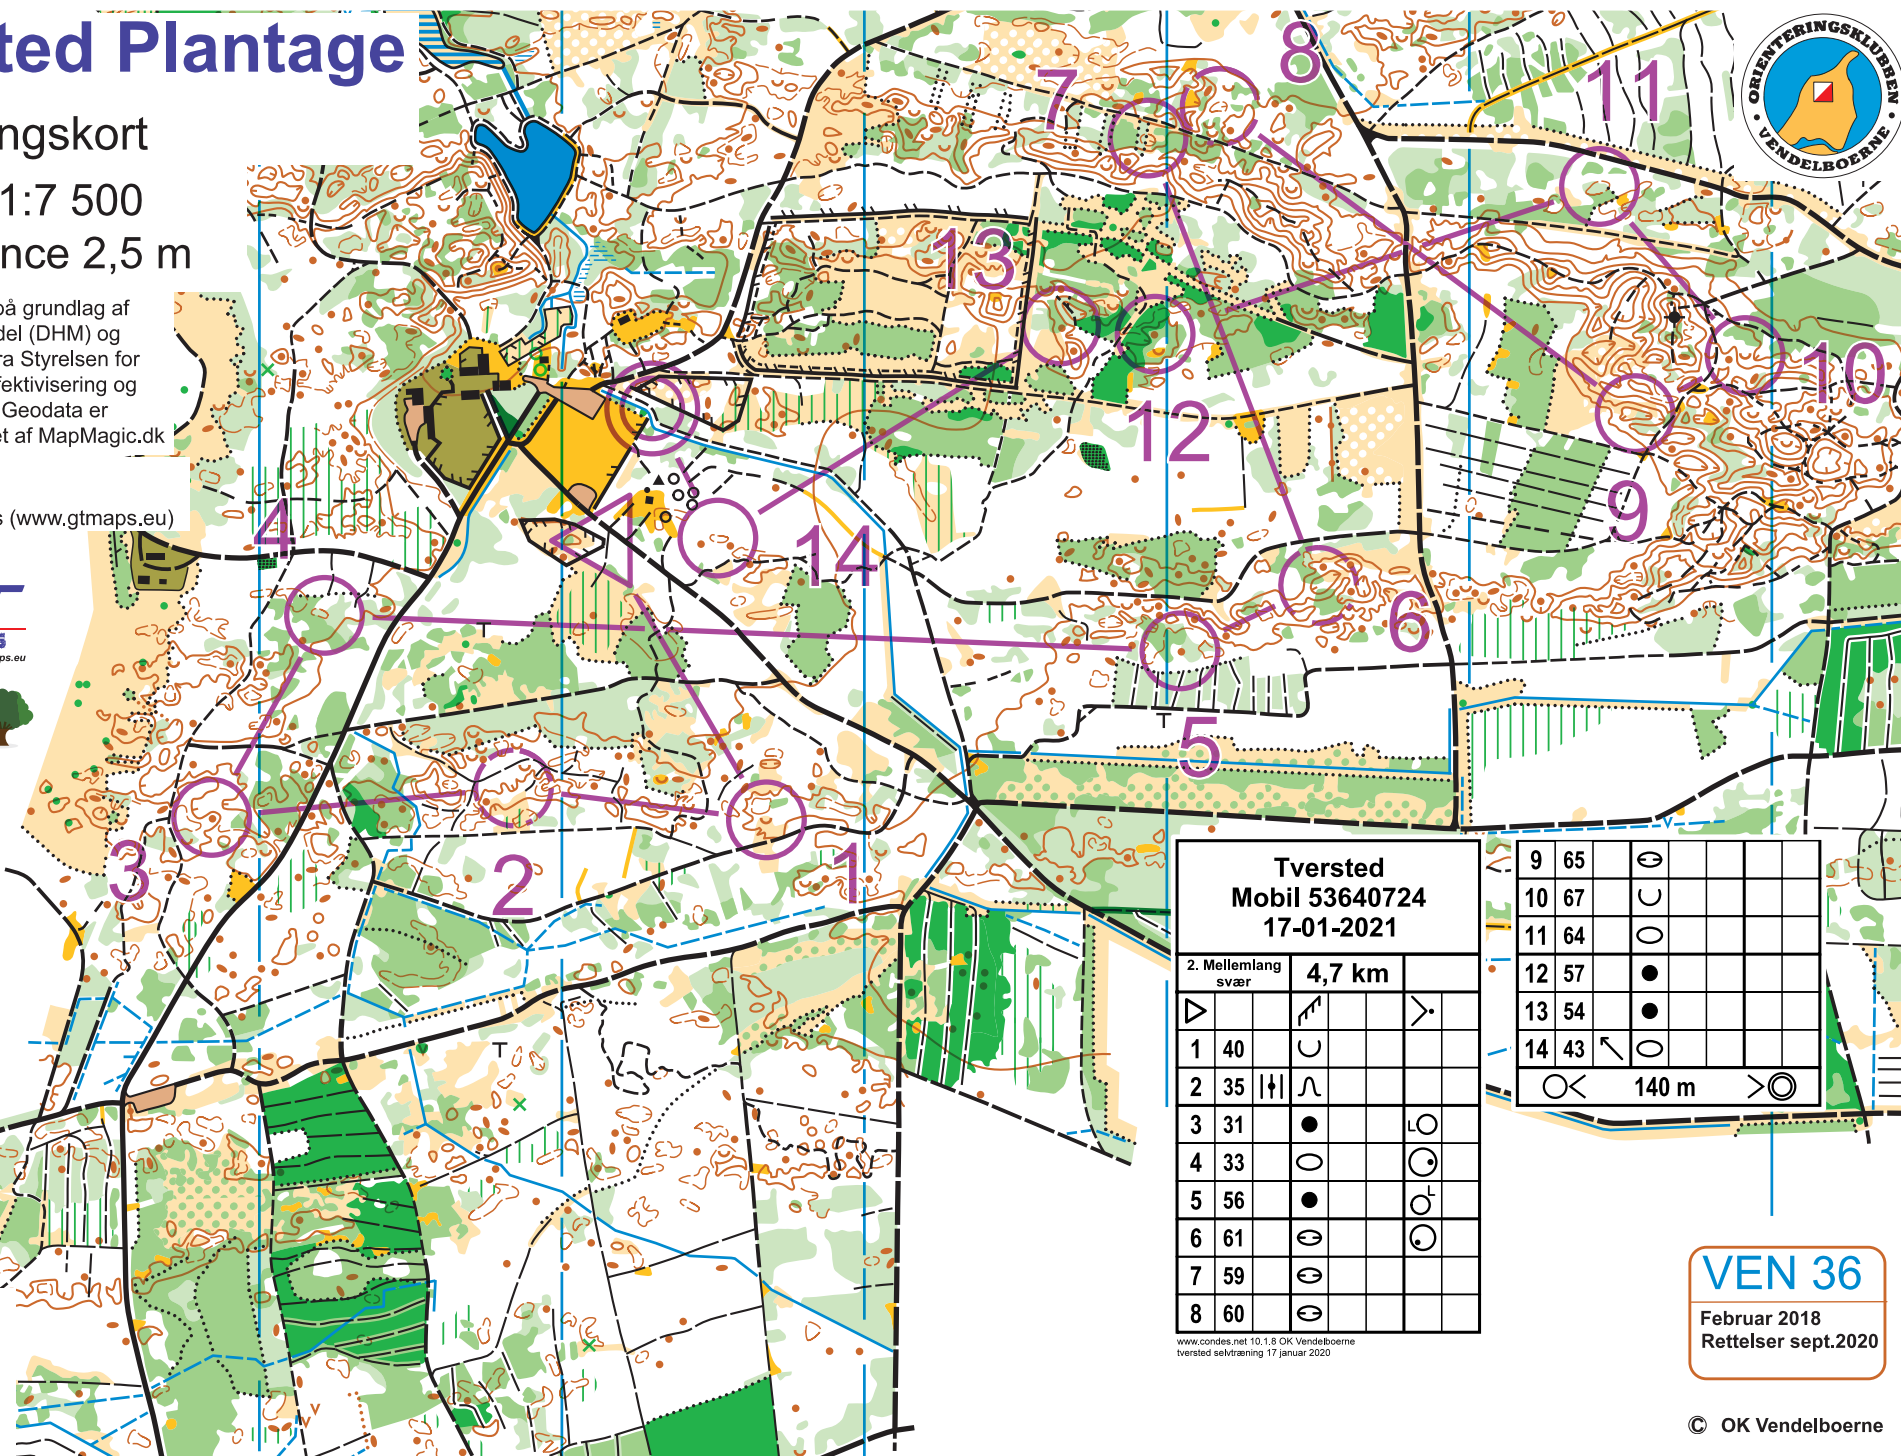 ted Plantage
ngskort
1:7 500
nce 2,5 m
på grundlag af
del (DHM) og
ra Styrelsen for
fektivisering og
Geodata er
et af MapMagic.dk
s (www.gtmaps.eu)
ps.eu
ORIENTERINGSKLUBBEN
VENDELBOERNE
7
8
11
13
10
12
9
4
14
6
5
3
2
1
Tversted
Mobil 53640724
17-01-2021
2. Mellemlang
svær
4,7 km
1 40
2 35
3 31
4 33
5 56
6 61
7 59
8 60
www.condes.net 10.1.8 OK Vendelboerne
tversted selvtræning 17 januar 2020
9 65
10 67
11 64
12 57
13 54
14 43
140 m
VEN 36
Februar 2018
Rettelser sept.2020
© OK Vendelboerne